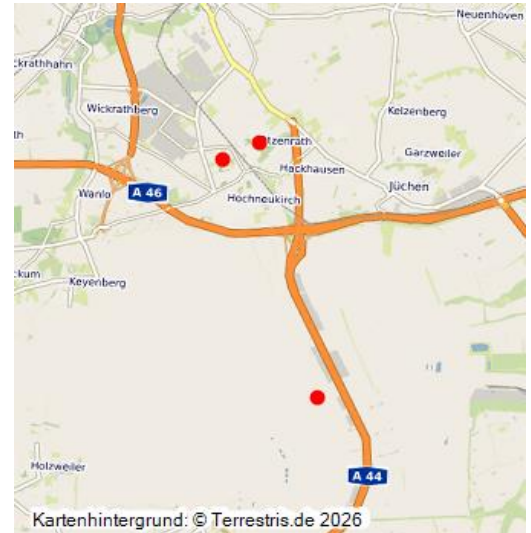 Neuenhoven
ckrathhahn
Wickrathberg
Kelzenberg
tzenrath
th
Garzweiler
Hackhausen
Jüchen
Wanlo
A 46
Hochneukirch
ckum
Keyenberg
Holzweiler
A 44
Kartenhintergrund: © Terrestris.de 2026